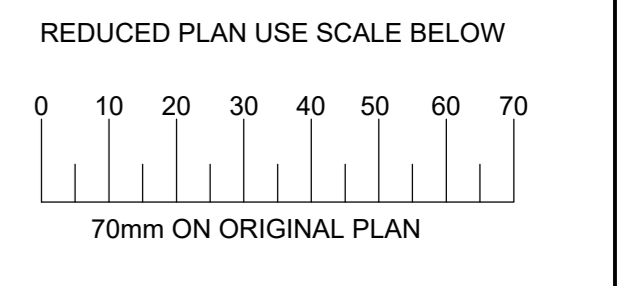 REDUCED PLAN USE SCALE BELOW
0 10 20 30 40 50 60 70
70mm ON ORIGINAL PLAN